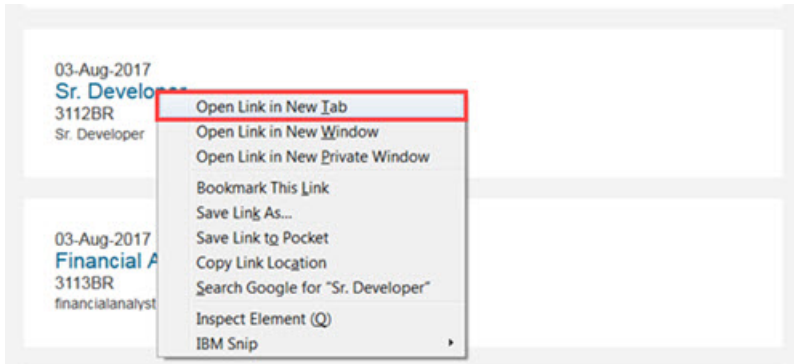 03-Aug-2017
Sr. Develo
3112BR
Sr. Developer
Open Link in New Tab
Open Link in New Window
Open Link in New Private Window
Bookmark This Link
Save Link As...
Save Link to Pocket
Copy Link Location
Search Google for "Sr. Developer"
Inspect Element (Q)
IBM Snip
03-Aug-2017
Financial A
3113BR
financialanalyst